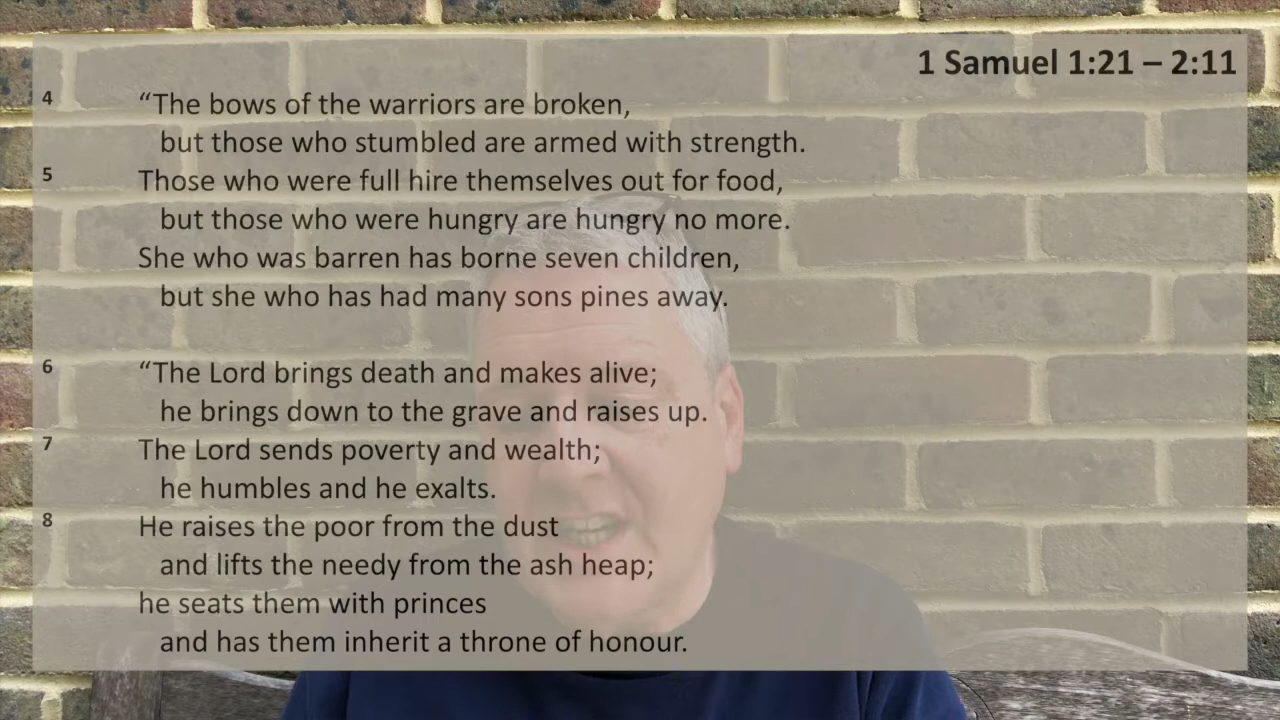 1 Samuel 1:21 – 2:11
4 “The bows of the warriors are broken,
but those who stumbled are armed with strength.
5 Those who were full hire themselves out for food,
but those who were hungry are hungry no more.
She who was barren has borne seven children,
but she who has had many sons pines away.
6 “The Lord brings death and makes alive;
he brings down to the grave and raises up.
7 The Lord sends poverty and wealth;
he humbles and he exalts.
8 He raises the poor from the dust
and lifts the needy from the ash heap;
he seats them with princes
and has them inherit a throne of honour.